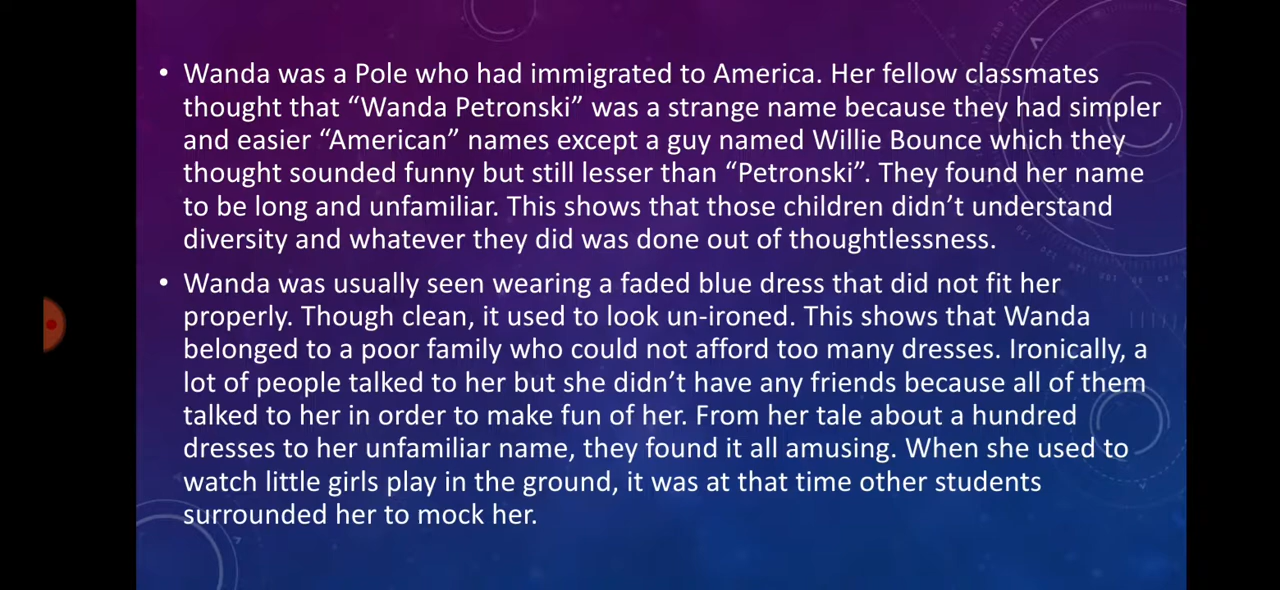 • Wanda was a Pole who had immigrated to America. Her fellow classmates
thought that “Wanda Petronski” was a strange name because they had simpler
and easier “American” names except a guy named Willie Bounce which they
thought sounded funny but still lesser than “Petronski”. They found her name
to be long and unfamiliar. This shows that those children didn’t understand
diversity and whatever they did was done out of thoughtlessness.
• Wanda was usually seen wearing a faded blue dress that did not fit her
properly. Though clean, it used to look un-ironed. This shows that Wanda
belonged to a poor family who could not afford too many dresses. Ironically, a
lot of people talked to her but she didn’t have any friends because all of them
talked to her in order to make fun of her. From her tale about a hundred
dresses to her unfamiliar name, they found it all amusing. When she used to
watch little girls play in the ground, it was at that time other students
surrounded her to mock her.